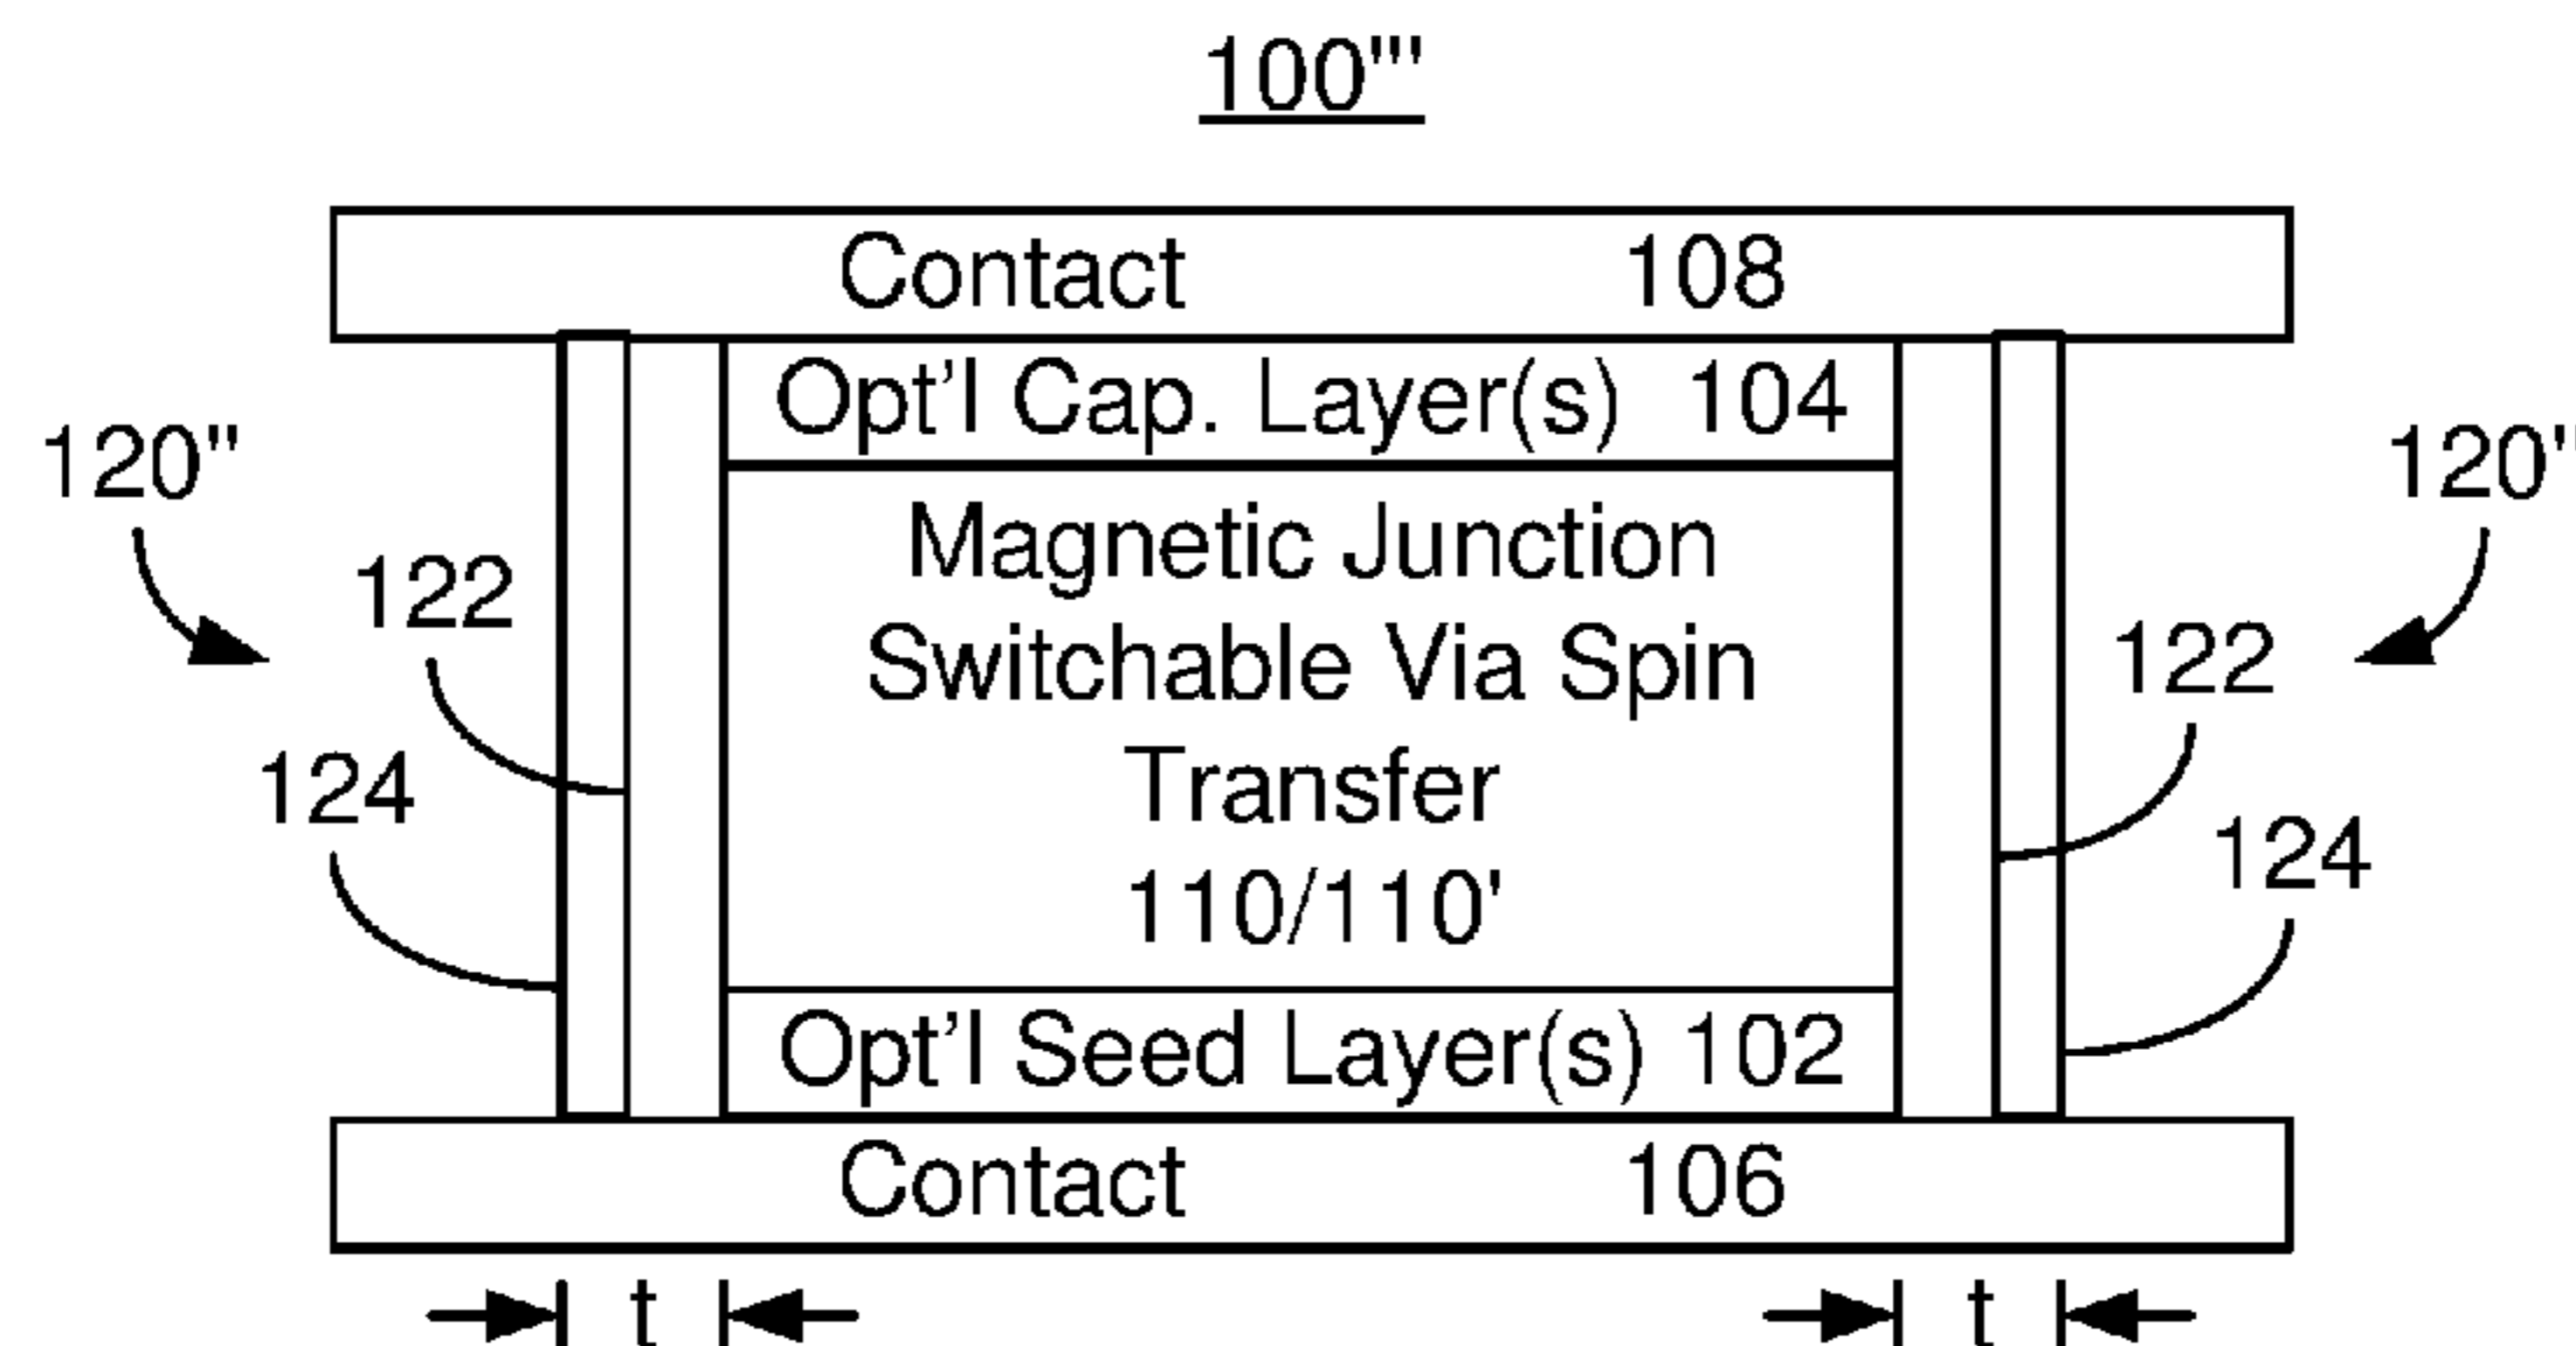 100'''
Contact 108
Opt'l Cap. Layer(s) 104
120"
120"
Magnetic Junction
122
Switchable Via Spin
122
Transfer
124
124
110/110'
Opt'l Seed Layer(s) 102
Contact 106
t
t